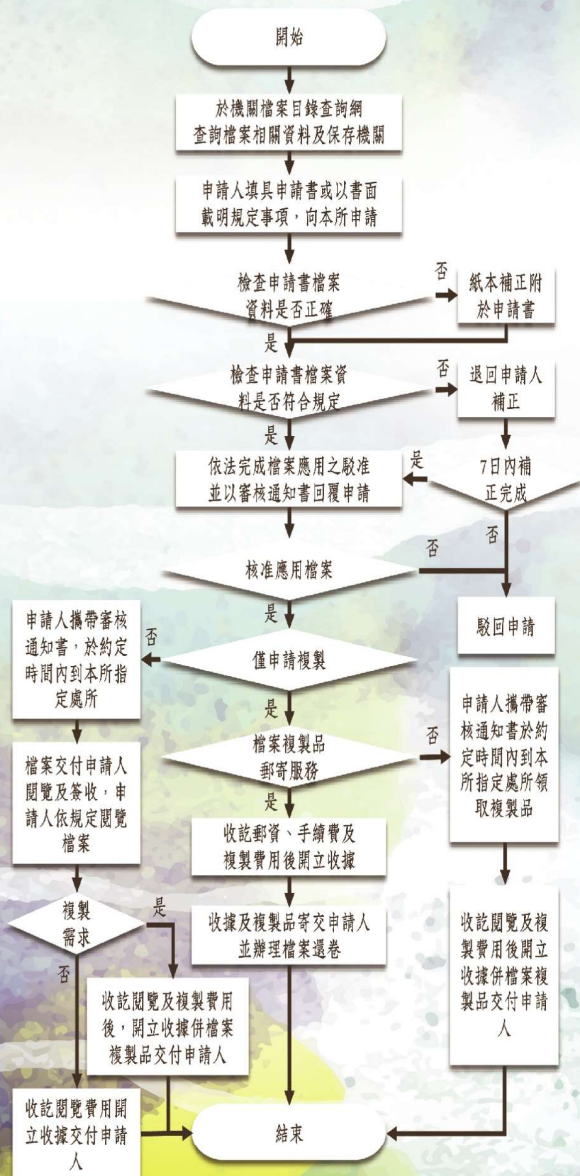 開始
於機關檔案目錄查詢網
查詢檔案相關資料及保存機關
申請人填具申請書或以書面
載明規定事項，向本所申請
檢查申請書檔案
資料是否正確
否
紙本補正附
於申請書
是
檢查申請書檔案資
料是否符合規定
否
退回申請人
補正
是
依法完成檔案應用之駁准
並以審核通知書回覆申請
是
7日內補
正完成
否
核准應用檔案
否
駁回申請
是
僅申請複製
否
申請人攜帶審核
通知書，於約定
時間內到本所指
定處所
檔案交付申請人
閱覽及簽收，申
請人依規定閱覽
檔案
是
檔案複製品
郵寄服務
否
申請人攜帶審
核通知書於約
定時間內到本
所指定處所領
取複製品
是
收訖郵資、手續費及
複製費用後開立收據
收據及複製品寄交申請人
並辦理檔案還卷
複製
需求
是
否
收訖閱覽及複製費用
後，開立收據併檔案
複製品交付申請人
收訖閱覽費用開
立收據交付申請
人
收訖閱覽及複
製費用後開立
收據併檔案複
製品交付申請
人
結束